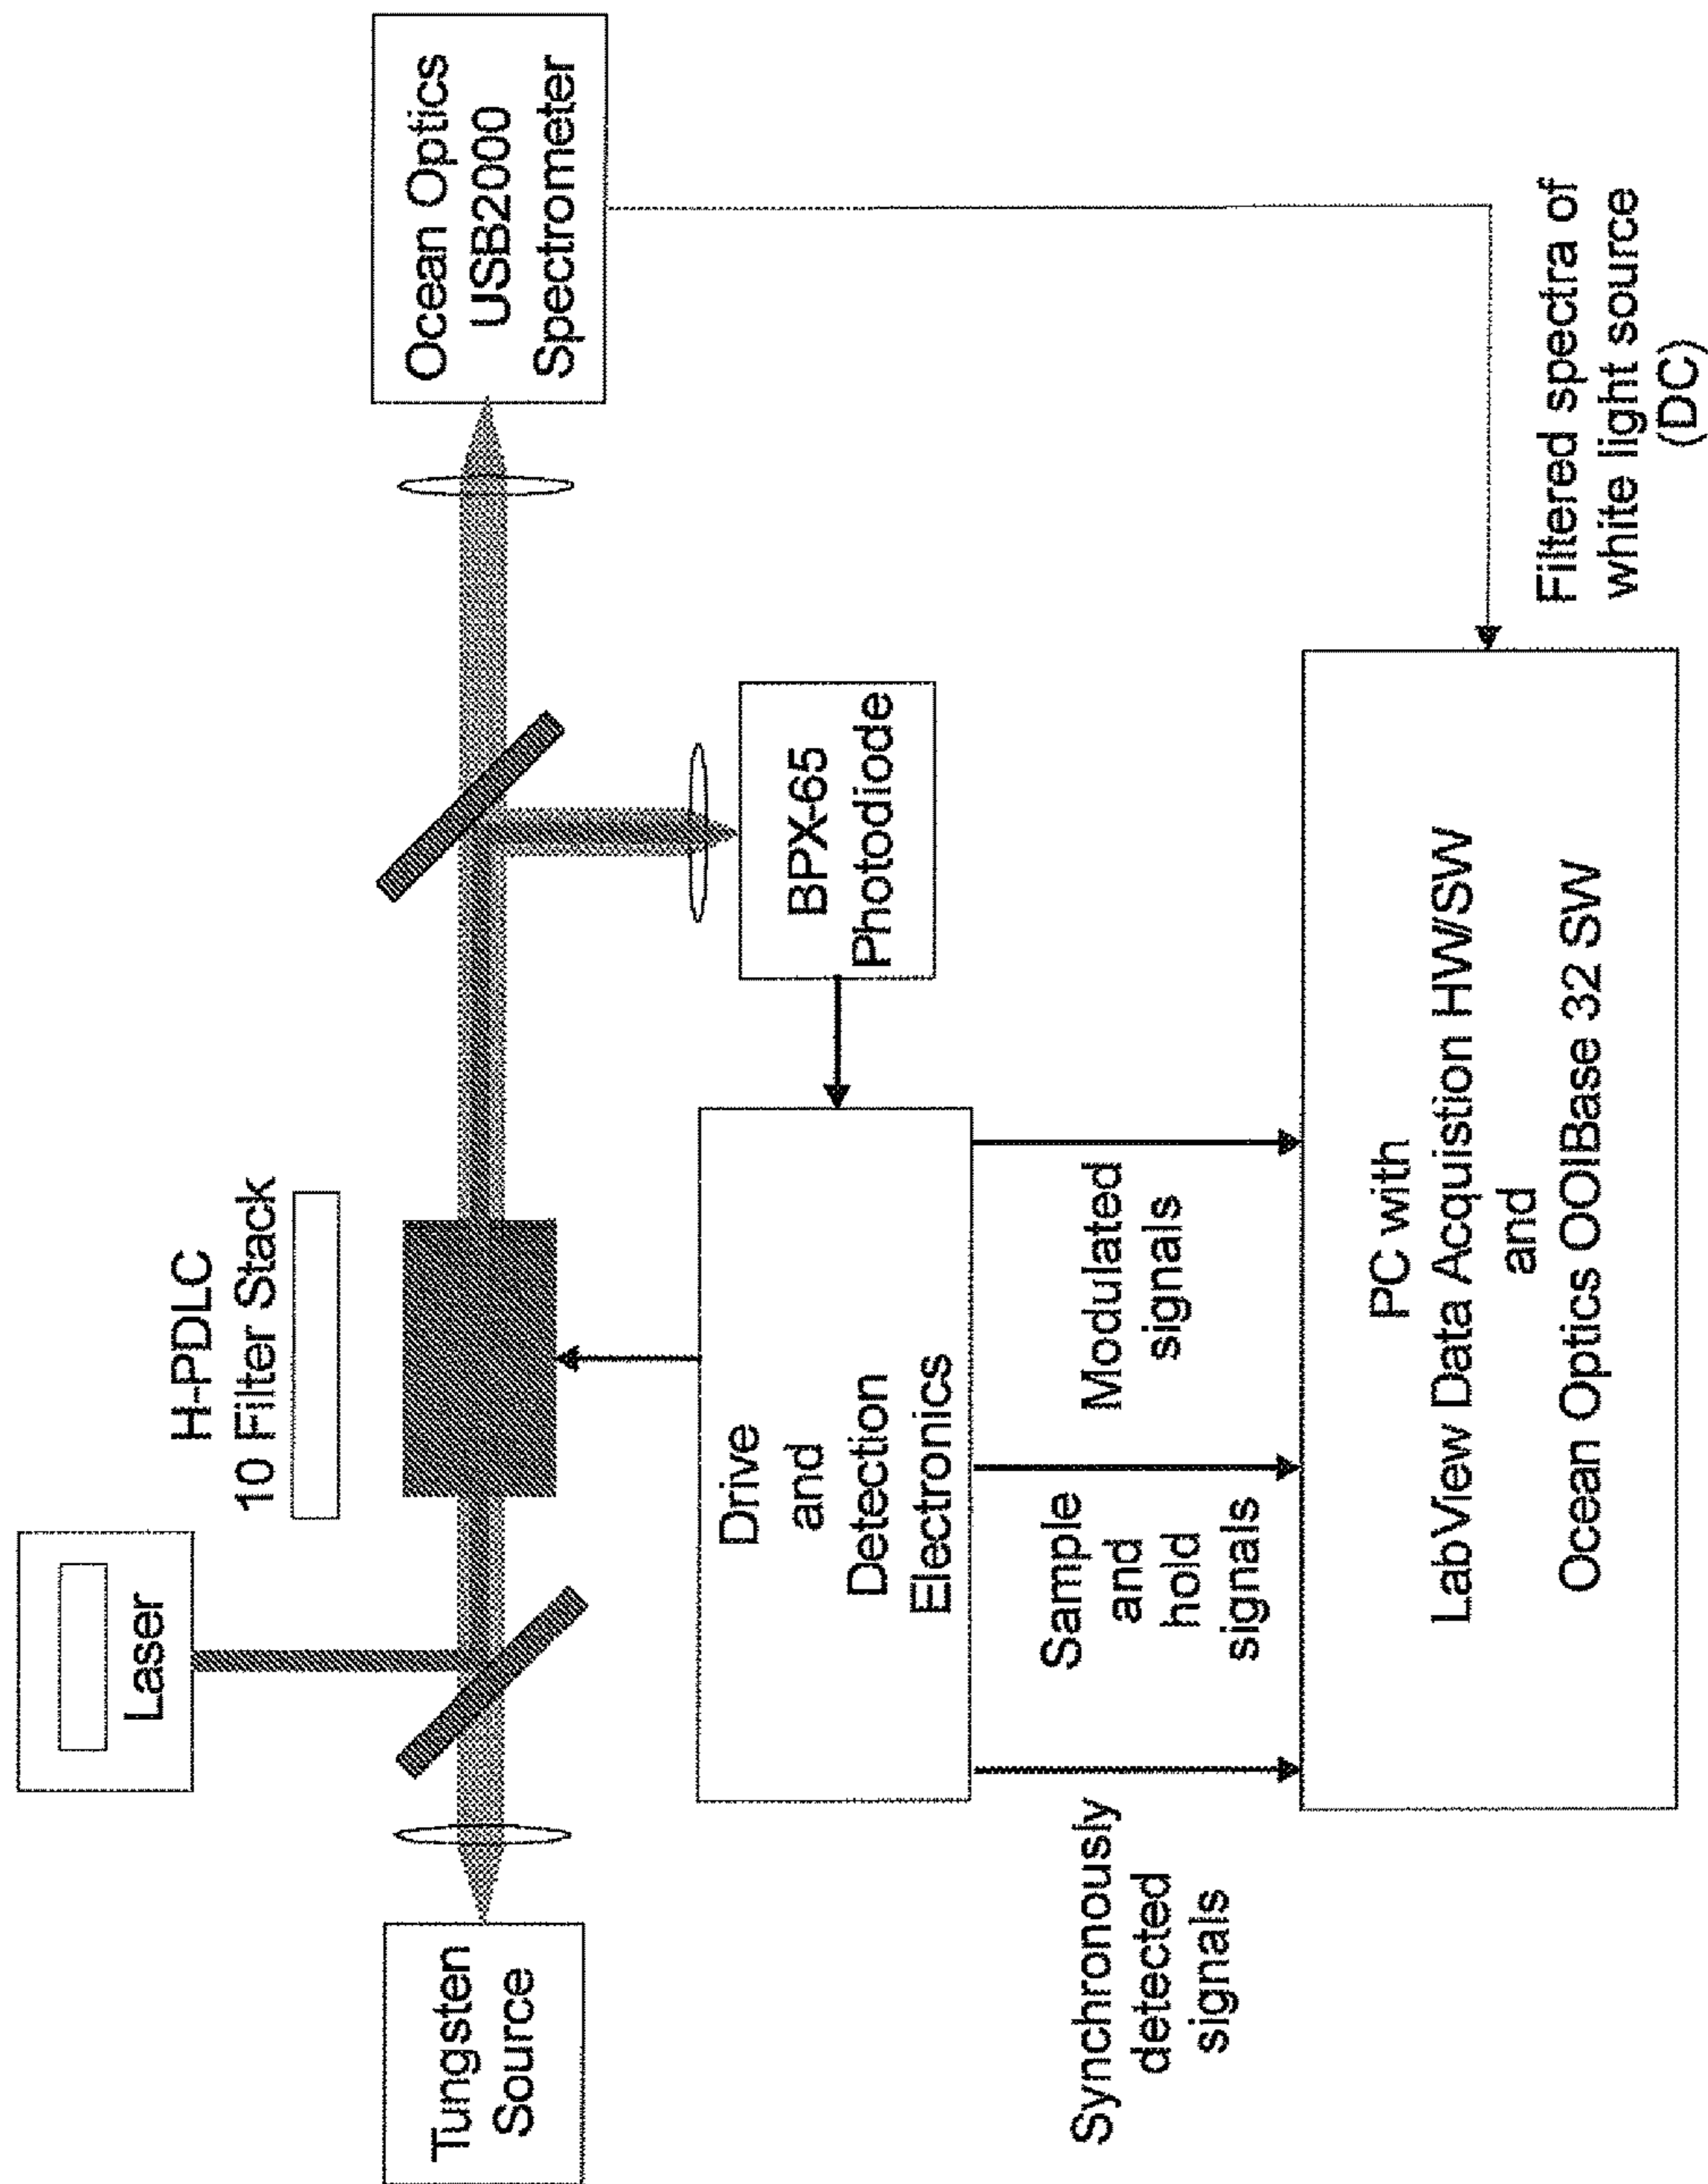 Laser
H-PDLC
10 Filter Stack
Tungsten
Source
Ocean Optics
USB2000
Spectrometer
BPX-65
Photodiode
Drive
and
Detection
Electronics
Synchronously
detected
signals
Sample
and
hold
signals
Modulated
signals
Filtered spectra of
white light source
(DC)
PC with
LabView Data Acquistion HW/SW
and
Ocean Optics OOIBase 32 SW